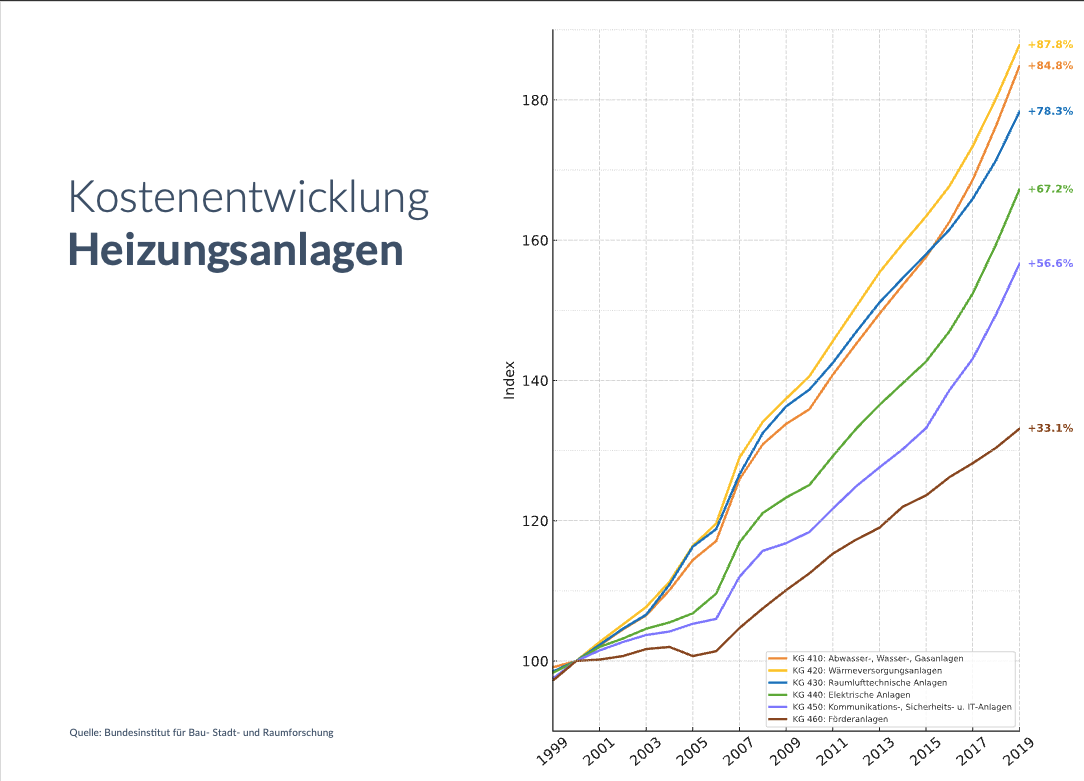 Kostenentwicklung
Heizungsanlagen
Quelle: Bundesinstitut für Bau- Stadt- und Raumforschung
Index
180
160
140
120
100
1999
2001
2003
2005
2007
2009
2011
2013
2015
2017
2019
+87.8%
+84.8%
+78.3%
+67.2%
+56.6%
+33.1%
KG 410: Abwasser-, Wasser-, Gasanlagen
KG 420: Wärmeversorgungsanlagen
KG 430: Raumlufttechnische Anlagen
KG 440: Elektrische Anlagen
KG 450: Kommunikations-, Sicherheits- u. IT-Anlagen
KG 460: Förderanlagen